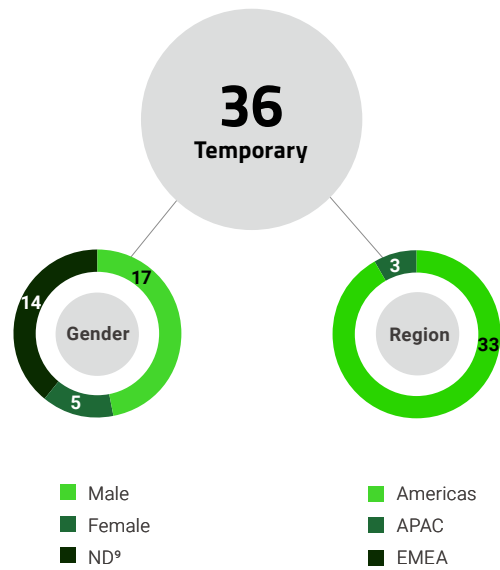 36
Temporary
17
14
Gender
5
3
Region
33
Male
Female
ND⁹
Americas
APAC
EMEA